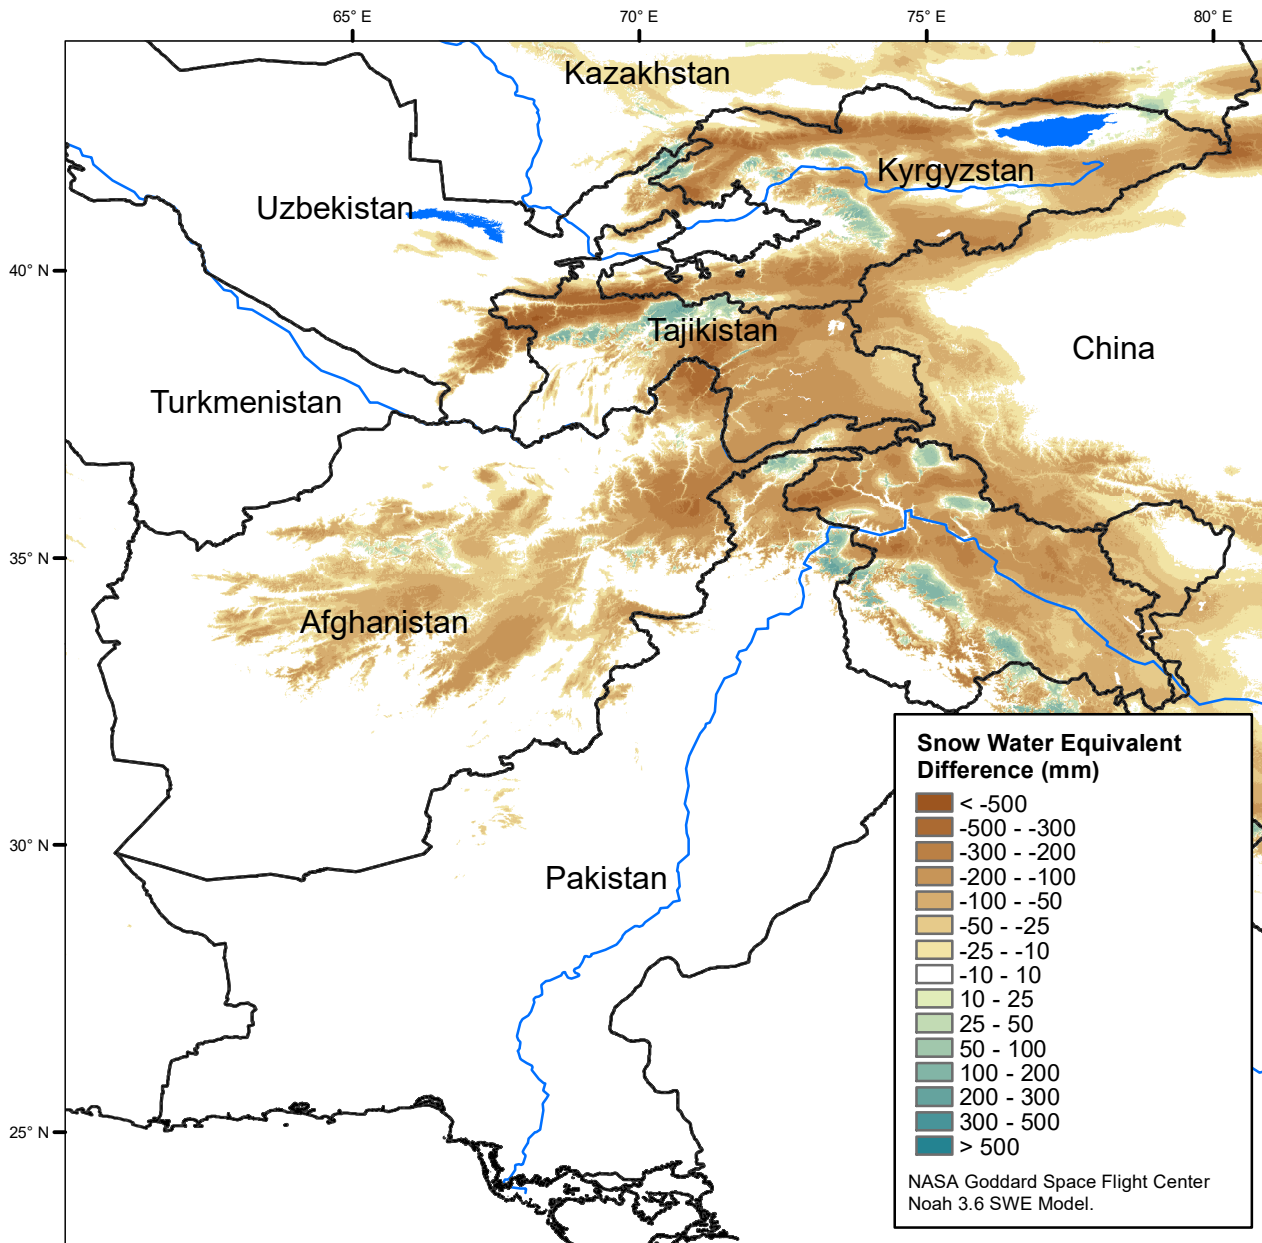 65° E
70° E
75° E
80° E
Kazakhstan
Kyrgyzstan
Uzbekistan
40° N
Tajikistan
China
Turkmenistan
35° N
Afghanistan
Snow Water Equivalent
Difference (mm)
< -500
-500 - -300
-300 - -200
-200 - -100
-100 - -50
-50 - -25
-25 - -10
-10 - 10
10 - 25
25 - 50
50 - 100
100 - 200
200 - 300
300 - 500
> 500
NASA Goddard Space Flight Center
Noah 3.6 SWE Model.
30° N
Pakistan
25° N